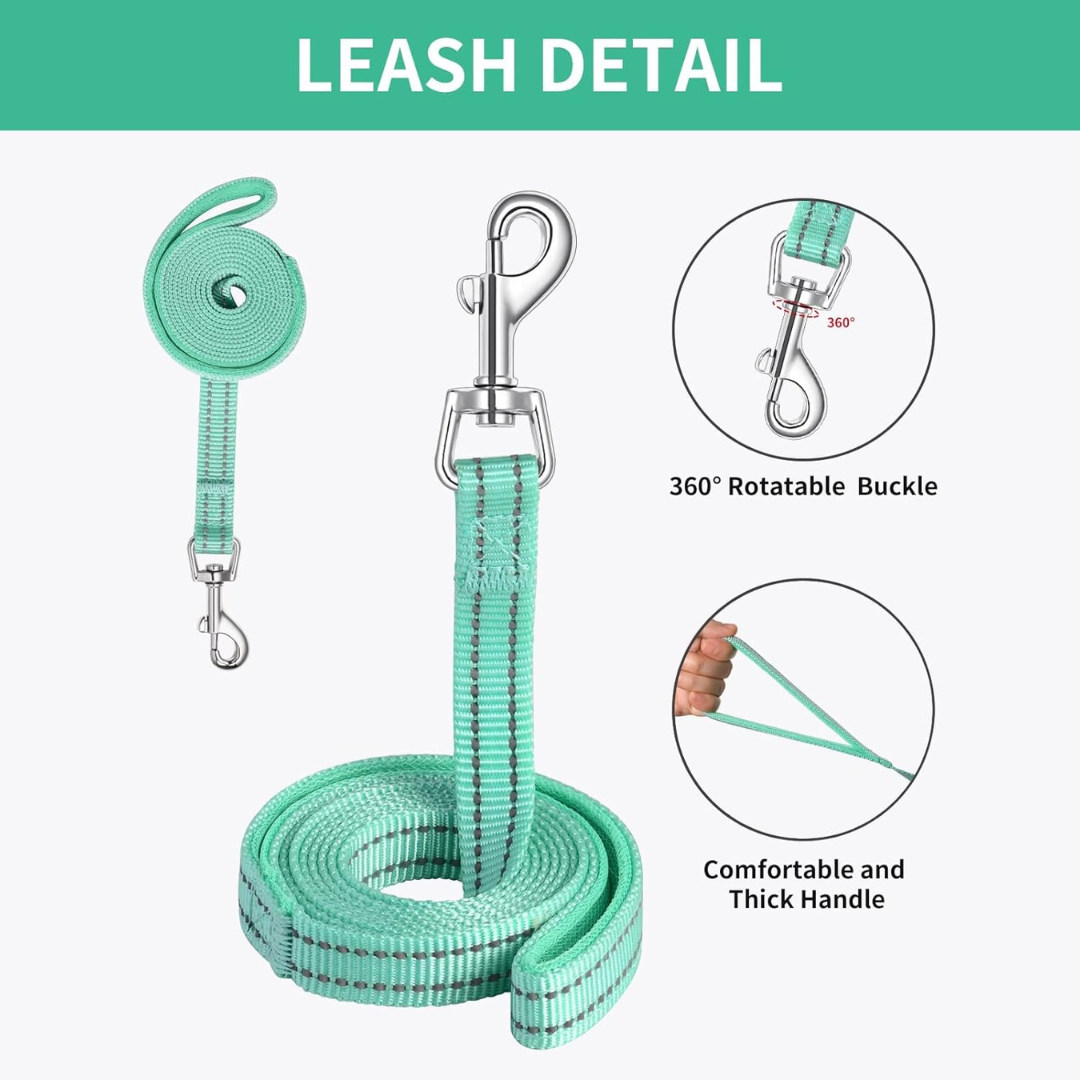 LEASH DETAIL
360°
360° Rotatable Buckle
Comfortable and
Thick Handle